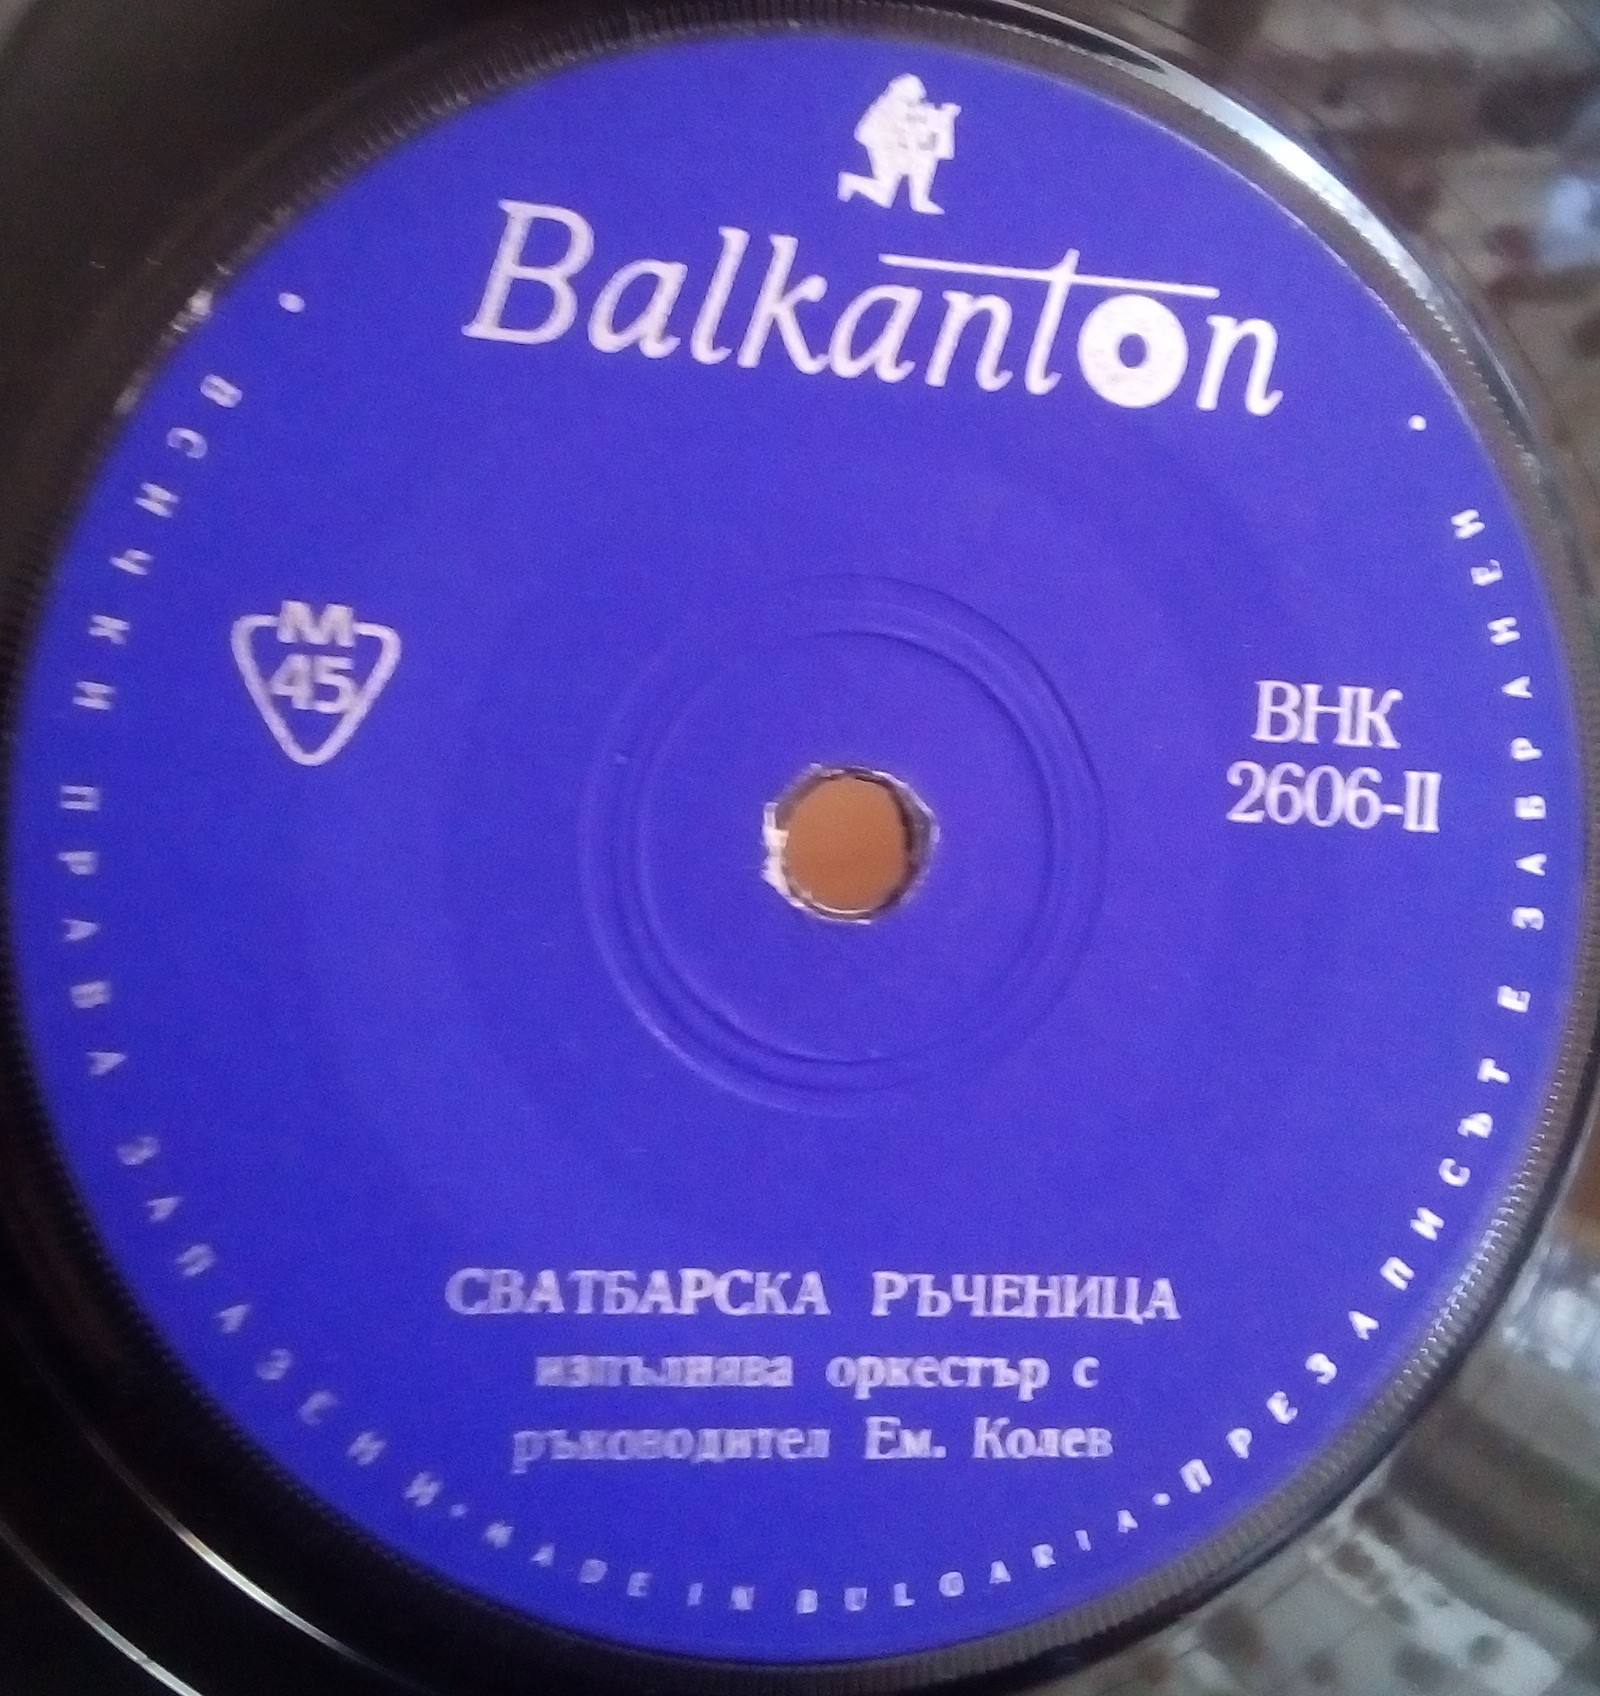 Balkanton
M
45
ВНК
2606-II
СВАТБАРСКА РЪЧЕНИЦА
изпълнява оркестър с
ръководител Ем. Колев
ВСИЧКИ ПРАВА ЗАПАЗЕНИ • MADE IN BULGARIA • ПРЕЗАПИСЪТ Е ЗАБРАНЕН